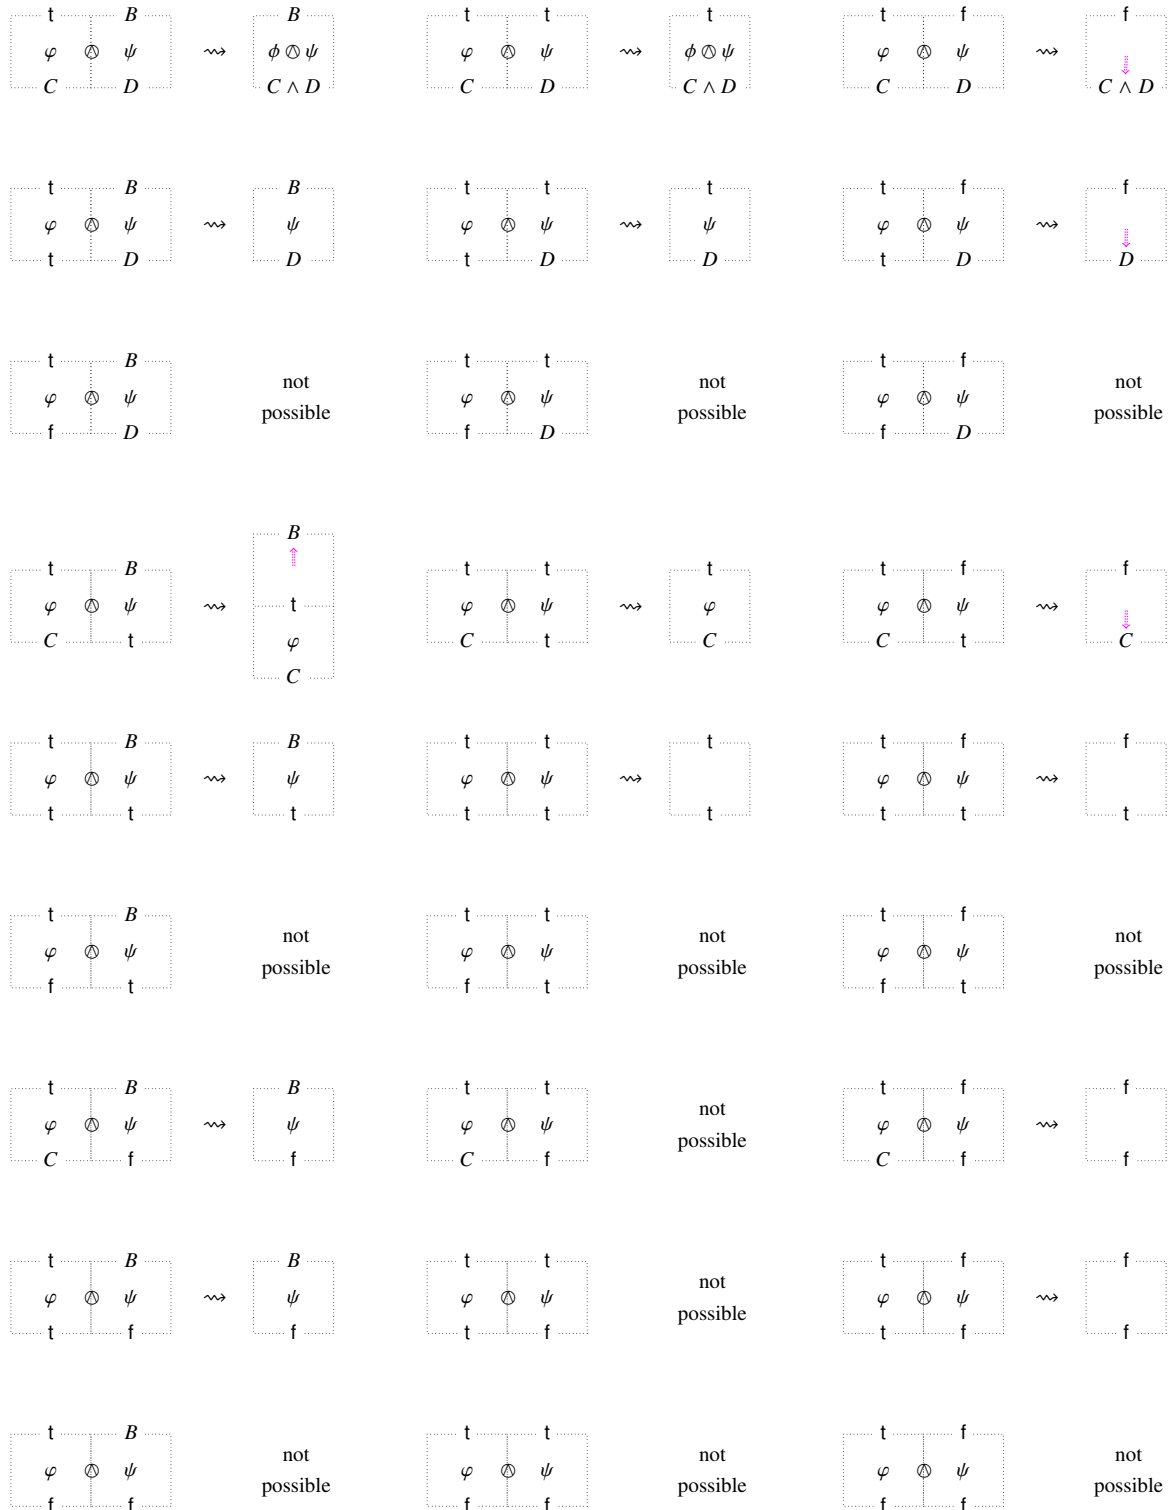 t B B t t t t f f
φ ∧⃝ ψ ⇝ ϕ ∧⃝ ψ φ ∧⃝ ψ ⇝ ϕ ∧⃝ ψ φ ∧⃝ ψ ⇝
C D C ∧ D C D C ∧ D C D C ∧ D
t B B t t t t f f
φ ∧⃝ ψ ⇝ ψ φ ∧⃝ ψ ⇝ ψ φ ∧⃝ ψ ⇝
t D D t D D t D D
t B t t t f
not not not
φ ∧⃝ ψ φ ∧⃝ ψ φ ∧⃝ ψ
possible possible possible
f D f D f D
B
t B t t t t f f
φ ∧⃝ ψ ⇝ t φ ∧⃝ ψ ⇝ φ φ ∧⃝ ψ ⇝
C t φ C t C C t C
C
t B B t t t t f f
φ ∧⃝ ψ ⇝ ψ φ ∧⃝ ψ ⇝ φ ∧⃝ ψ ⇝
t t t t t t t t t
t B t t t f
not not not
φ ∧⃝ ψ φ ∧⃝ ψ φ ∧⃝ ψ
possible possible possible
f t f t f t
t B B t t t f f
not
φ ∧⃝ ψ ⇝ ψ φ ∧⃝ ψ φ ∧⃝ ψ ⇝
possible
C f f C f C f f
t B B t t t f f
not
φ ∧⃝ ψ ⇝ ψ φ ∧⃝ ψ φ ∧⃝ ψ ⇝
possible
t f f t f t f f
t B t t t f
not not not
φ ∧⃝ ψ φ ∧⃝ ψ φ ∧⃝ ψ
possible possible possible
f f f f f f